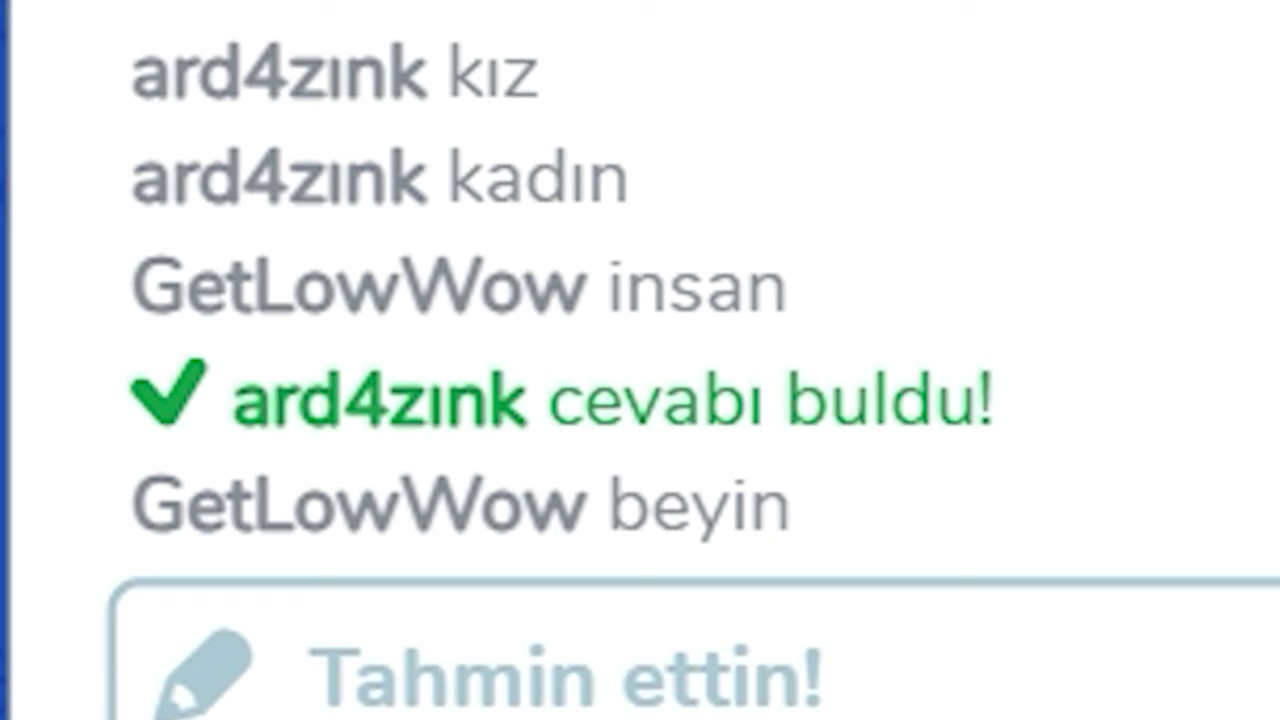 ard4zınk kız
ard4zınk kadın
GetLowWow insan
ard4zınk cevabı buldu!
GetLowWow beyin
Tahmin ettin!